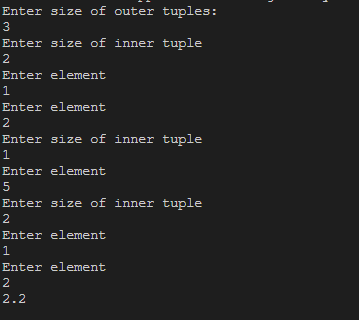 Enter size of outer tuples:
3
Enter size of inner tuple
2
Enter element
1
Enter element
2
Enter size of inner tuple
1
Enter element
5
Enter size of inner tuple
2
Enter element
1
Enter element
2
2.2